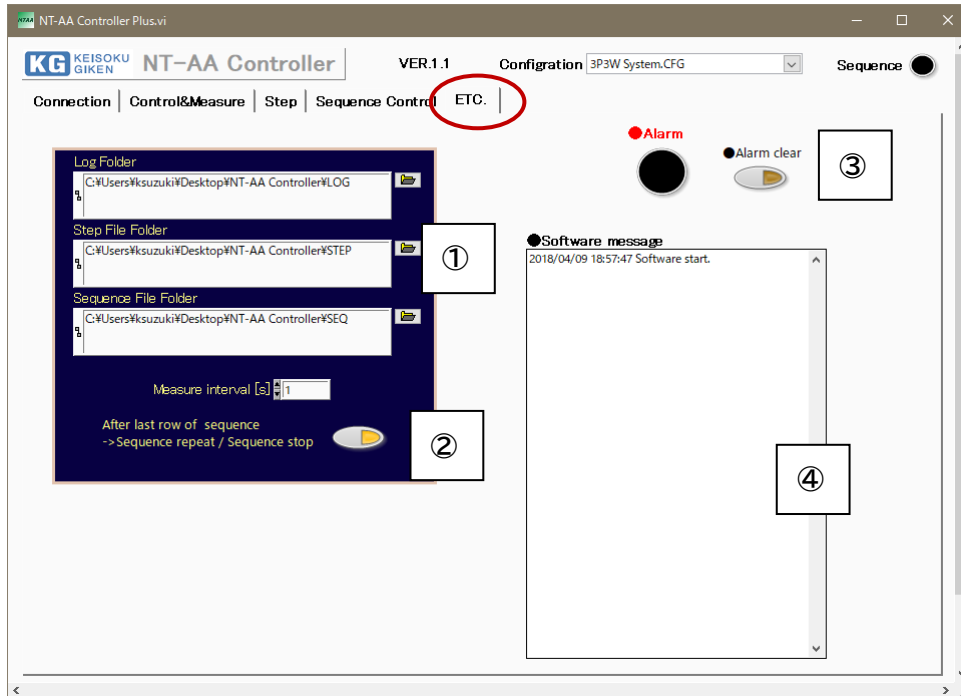 NTAA NT-AA Controller Plus.vi
KG KEISOKU GIKEN NT-AA Controller VER.1.1 Configration 3P3W System.CFG Sequence
Connection Control&Measure Step Sequence Control ETC.
●Alarm
●Alarm clear
③
Log Folder
C:¥Users¥ksuzuki¥Desktop¥NT-AA Controller¥LOG
Step File Folder
C:¥Users¥ksuzuki¥Desktop¥NT-AA Controller¥STEP
①
Sequence File Folder
C:¥Users¥ksuzuki¥Desktop¥NT-AA Controller¥SEQ
Measure interval [s] 1
After last row of sequence
->Sequence repeat / Sequence stop
②
●Software message
2018/04/09 18:57:47 Software start.
④